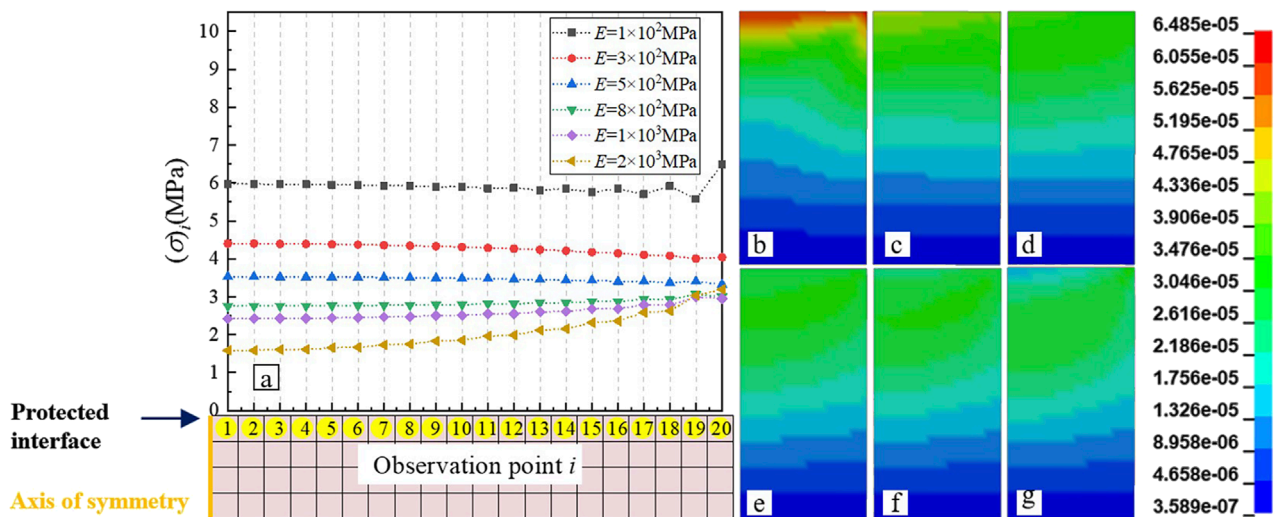 10
9
8
7
6
5
4
3
2
1
0
(σ)i(MPa)
E=1×10²MPa
E=3×10²MPa
E=5×10²MPa
E=8×10²MPa
E=1×10³MPa
E=2×10³MPa
a
Protected
interface
1 2 3 4 5 6 7 8 9 10 11 12 13 14 15 16 17 18 19 20
Observation point i
Axis of symmetry
b
c
d
e
f
g
6.485e-05
6.055e-05
5.625e-05
5.195e-05
4.765e-05
4.336e-05
3.906e-05
3.476e-05
3.046e-05
2.616e-05
2.186e-05
1.756e-05
1.326e-05
8.958e-06
4.658e-06
3.589e-07